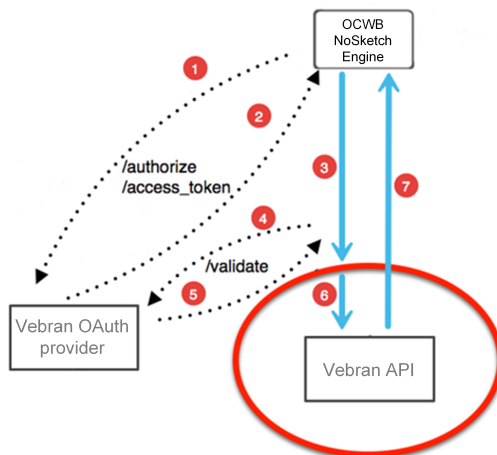 OCWB
NoSketch
Engine
1
2
/authorize
/access_token
3
7
4
/validate
5
6
Vebran OAuth
provider
Vebran API